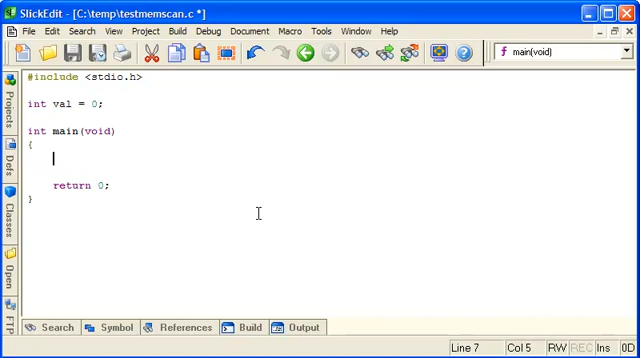 SlickEdit - [C:\temp\testmemscan.c *]
File Edit Search View Project Build Debug Document Macro Tools Window Help
main(void)
Projects
Defs
Classes
Open
FTP
#include <stdio.h>
int val = 0;
int main(void)
{
return 0;
}
Search Symbol References Build Output
Line 7 Col 5 RW REC Ins 0D